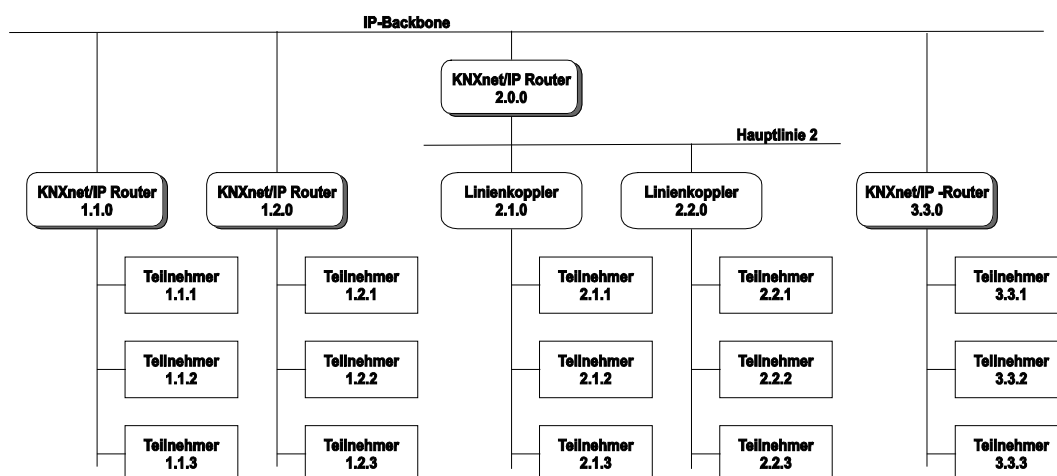 IP-Backbone
KNXnet/IP Router
2.0.0
Hauptlinie 2
KNXnet/IP Router
1.1.0
KNXnet/IP Router
1.2.0
Linienkoppler
2.1.0
Linienkoppler
2.2.0
KNXnet/IP -Router
3.3.0
Teilnehmer
1.1.1
Teilnehmer
1.2.1
Teilnehmer
2.1.1
Teilnehmer
2.2.1
Teilnehmer
3.3.1
Teilnehmer
1.1.2
Teilnehmer
1.2.2
Teilnehmer
2.1.2
Teilnehmer
2.2.2
Teilnehmer
3.3.2
Teilnehmer
1.1.3
Teilnehmer
1.2.3
Teilnehmer
2.1.3
Teilnehmer
2.2.3
Teilnehmer
3.3.3